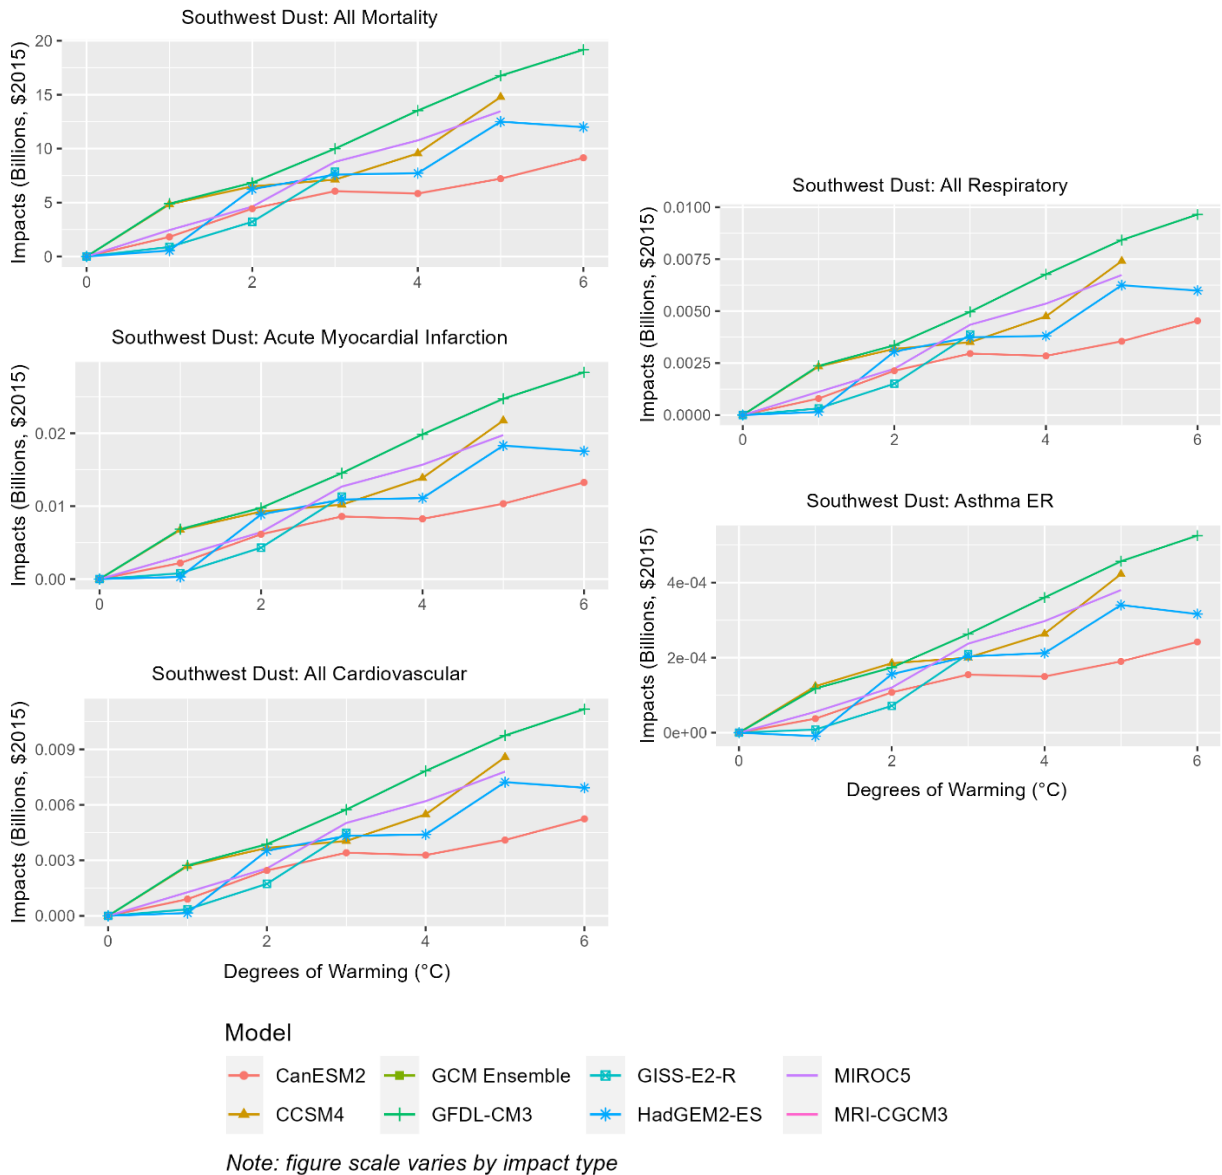 Southwest Dust: All Mortality
Impacts (Billions, $2015)
20
15
10
5
0
0 2 4 6
Southwest Dust: Acute Myocardial Infarction
Impacts (Billions, $2015)
0.02
0.01
0.00
0 2 4 6
Southwest Dust: All Cardiovascular
Impacts (Billions, $2015)
0.009
0.006
0.003
0.000
0 2 4 6
Degrees of Warming (°C)
Southwest Dust: All Respiratory
Impacts (Billions, $2015)
0.0100
0.0075
0.0050
0.0025
0.0000
0 2 4 6
Southwest Dust: Asthma ER
Impacts (Billions, $2015)
4e-04
2e-04
0e+00
0 2 4 6
Degrees of Warming (°C)
Model
CanESM2 GCM Ensemble GISS-E2-R MIROC5
CCSM4 GFDL-CM3 HadGEM2-ES MRI-CGCM3
Note: figure scale varies by impact type